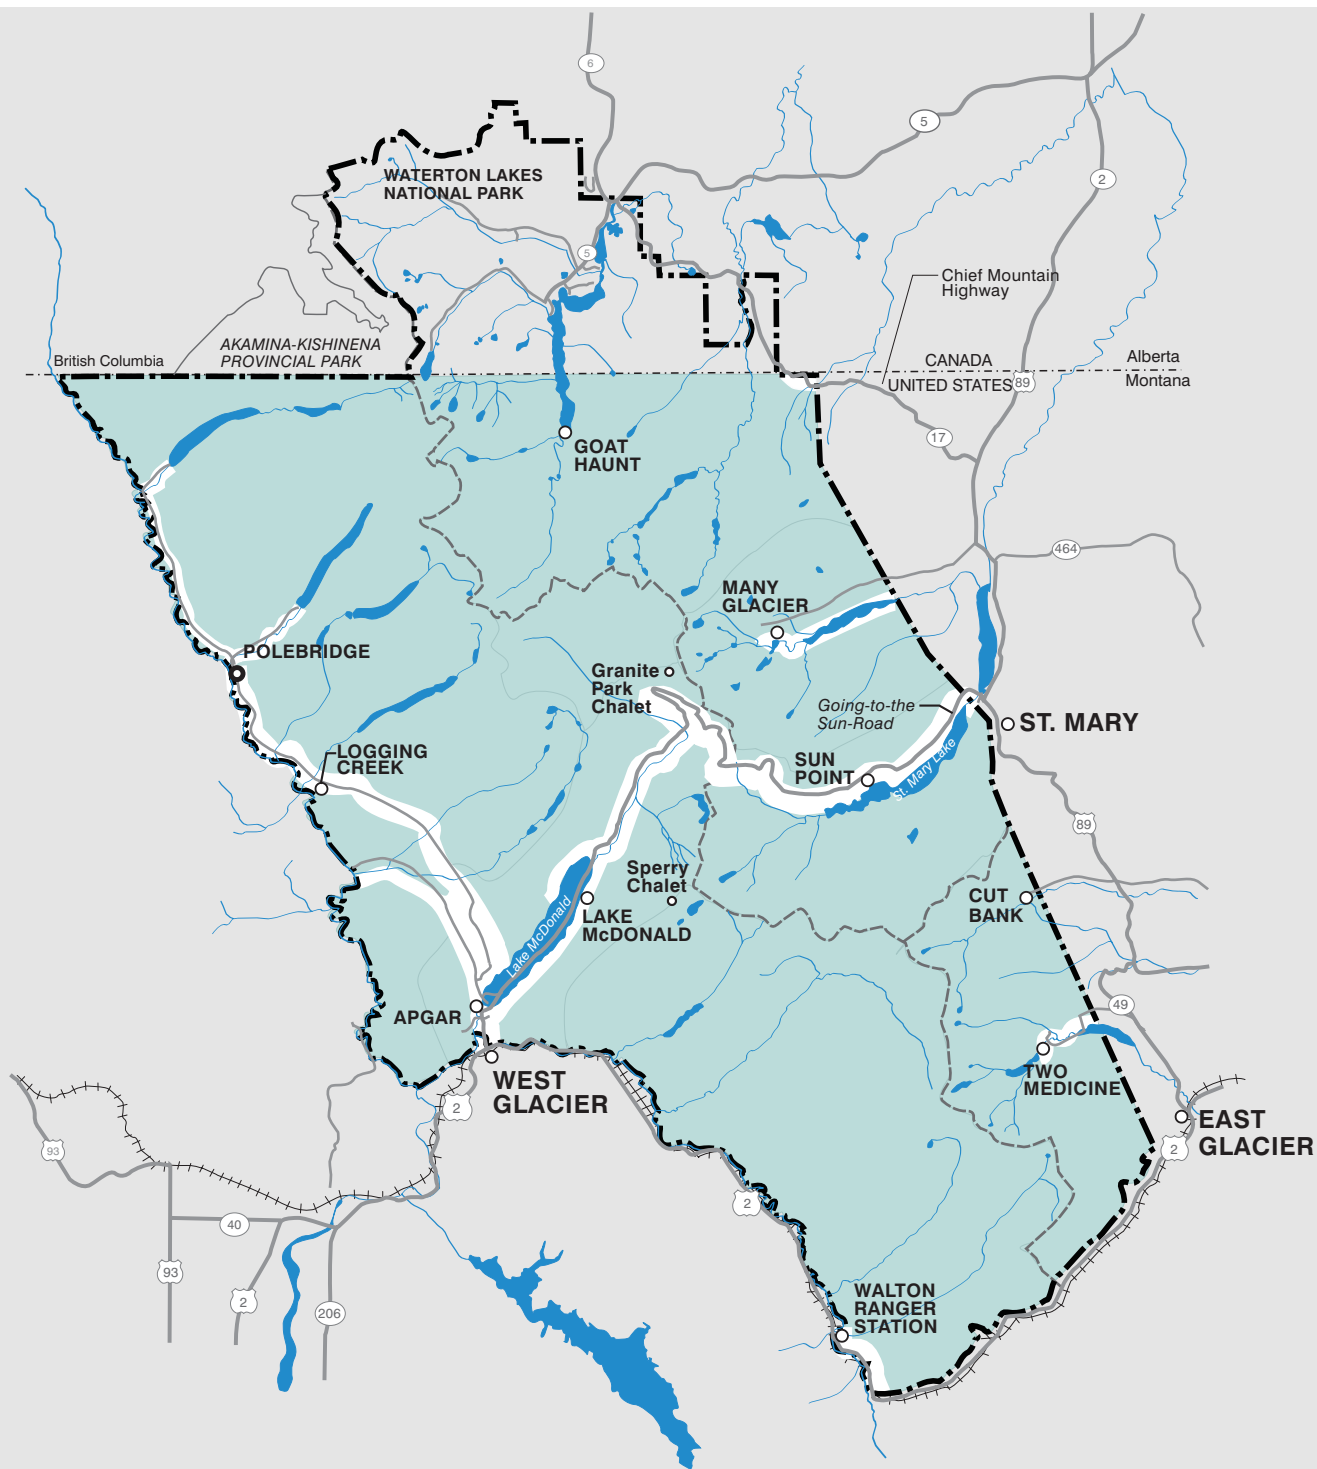 6
5
2
WATERTON LAKES
NATIONAL PARK
5
Chief Mountain
Highway
AKAMINA-KISHINENA
PROVINCIAL PARK
British Columbia
CANADA
Alberta
UNITED STATES
89
Montana
17
GOAT
HAUNT
464
MANY
GLACIER
POLEBRIDGE
Granite
Park
Chalet
Going-to-the
Sun-Road
ST. MARY
LOGGING
CREEK
SUN
POINT
St. Mary Lake
89
Sperry
Chalet
CUT
BANK
LAKE
McDONALD
Lake McDonald
APGAR
49
TWO
MEDICINE
WEST
GLACIER
2
EAST
GLACIER
2
93
2
40
93
2
206
WALTON
RANGER
STATION